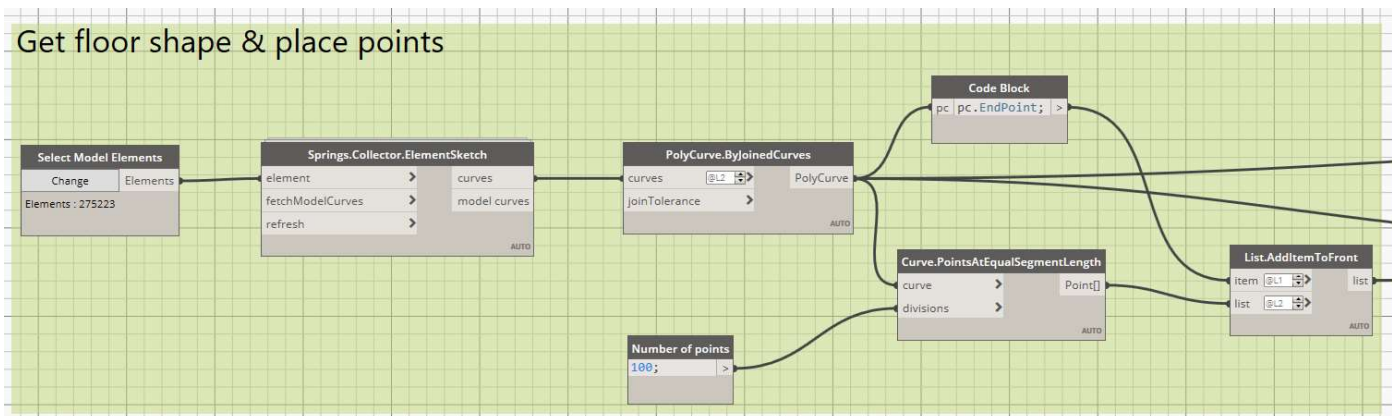 Get floor shape & place points
Select Model Elements
Change Elements
Elements : 275223
Springs.Collector.ElementSketch
element > curves
fetchModelCurves > model curves
refresh >
AUTO
PolyCurve.ByJoinedCurves
curves @L2 > PolyCurve
joinTolerance >
AUTO
Code Block
pc pc.EndPoint; >
Number of points
100; >
Curve.PointsAtEqualSegmentLength
curve > Point[]
divisions >
AUTO
List.AddItemToFront
item @L1 > list
list @L2 >
AUTO